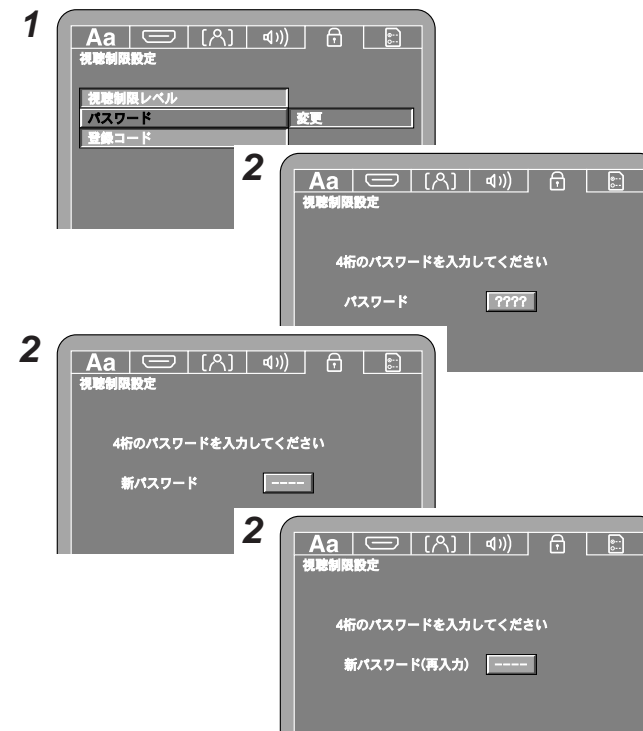 1
Aa
視聴制限設定
視聴制限レベル
パスワード 変更
登録コード
2
Aa
視聴制限設定
4桁のパスワードを入力してください
パスワード ????
2
Aa
視聴制限設定
4桁のパスワードを入力してください
新パスワード ----
2
Aa
視聴制限設定
4桁のパスワードを入力してください
新パスワード(再入力) ----